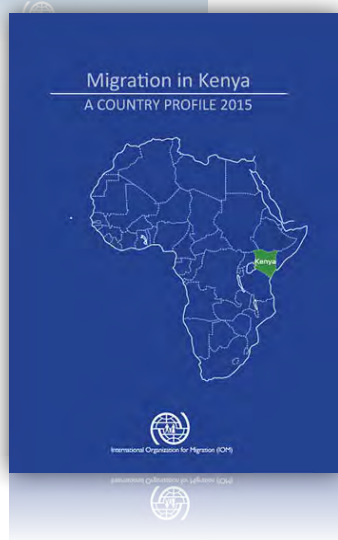 Migration in Kenya
A COUNTRY PROFILE 2015
Kenya
International Organization for Migration (IOM)